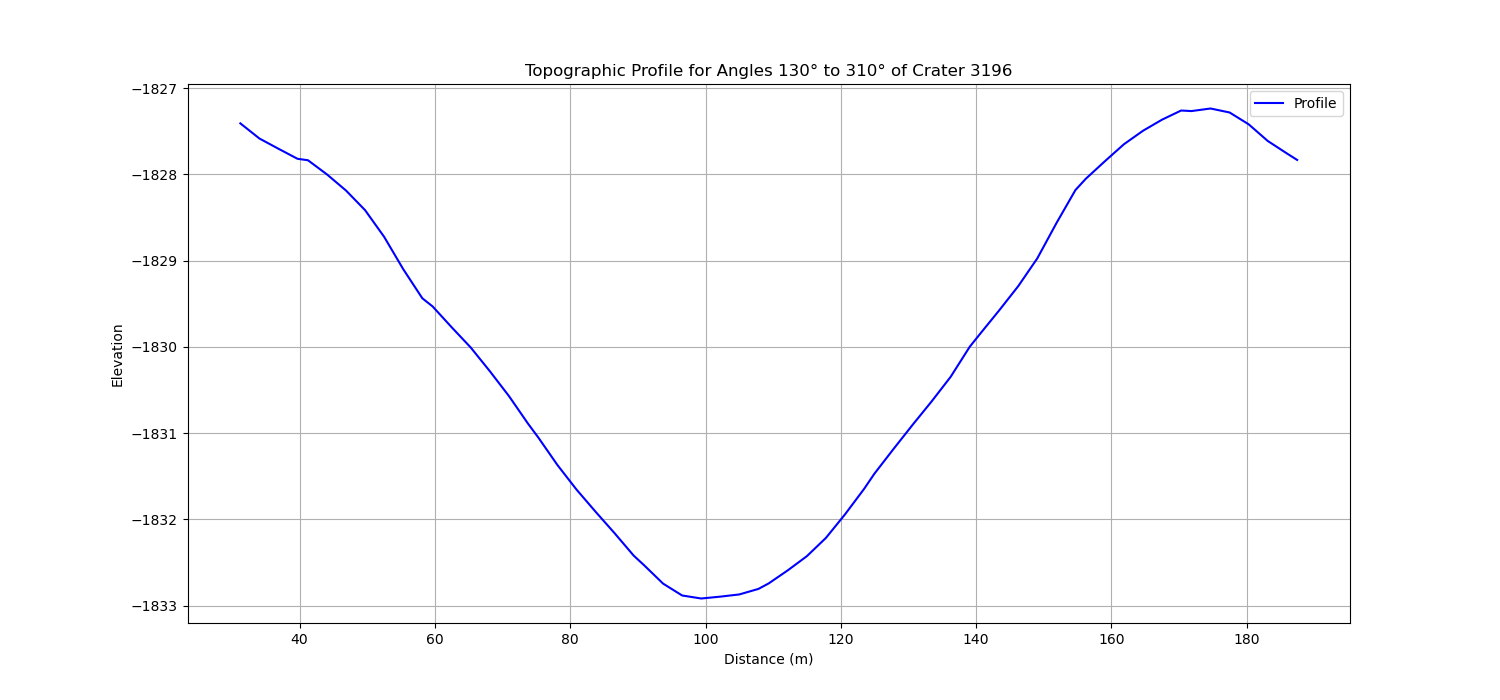 Topographic Profile for Angles 130° to 310° of Crater 3196
Profile
−1827
−1828
−1829
−1830
−1831
−1832
−1833
Elevation
40 60 80 100 120 140 160 180
Distance (m)